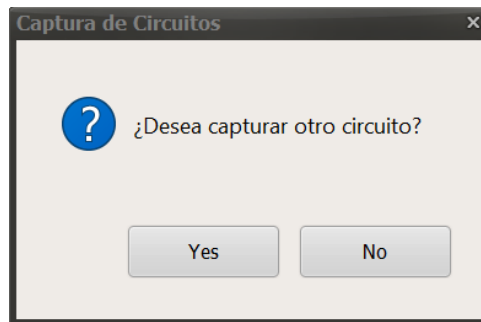 Captura de Circuitos
¿Desea capturar otro circuito?
Yes
No